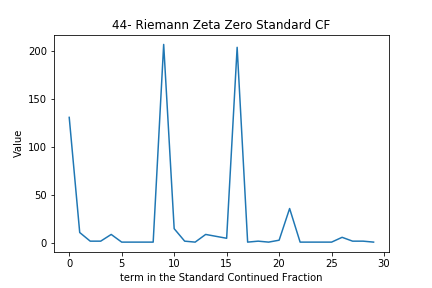 44- Riemann Zeta Zero Standard CF
Value
200
150
100
50
0
0 5 10 15 20 25 30
term in the Standard Continued Fraction